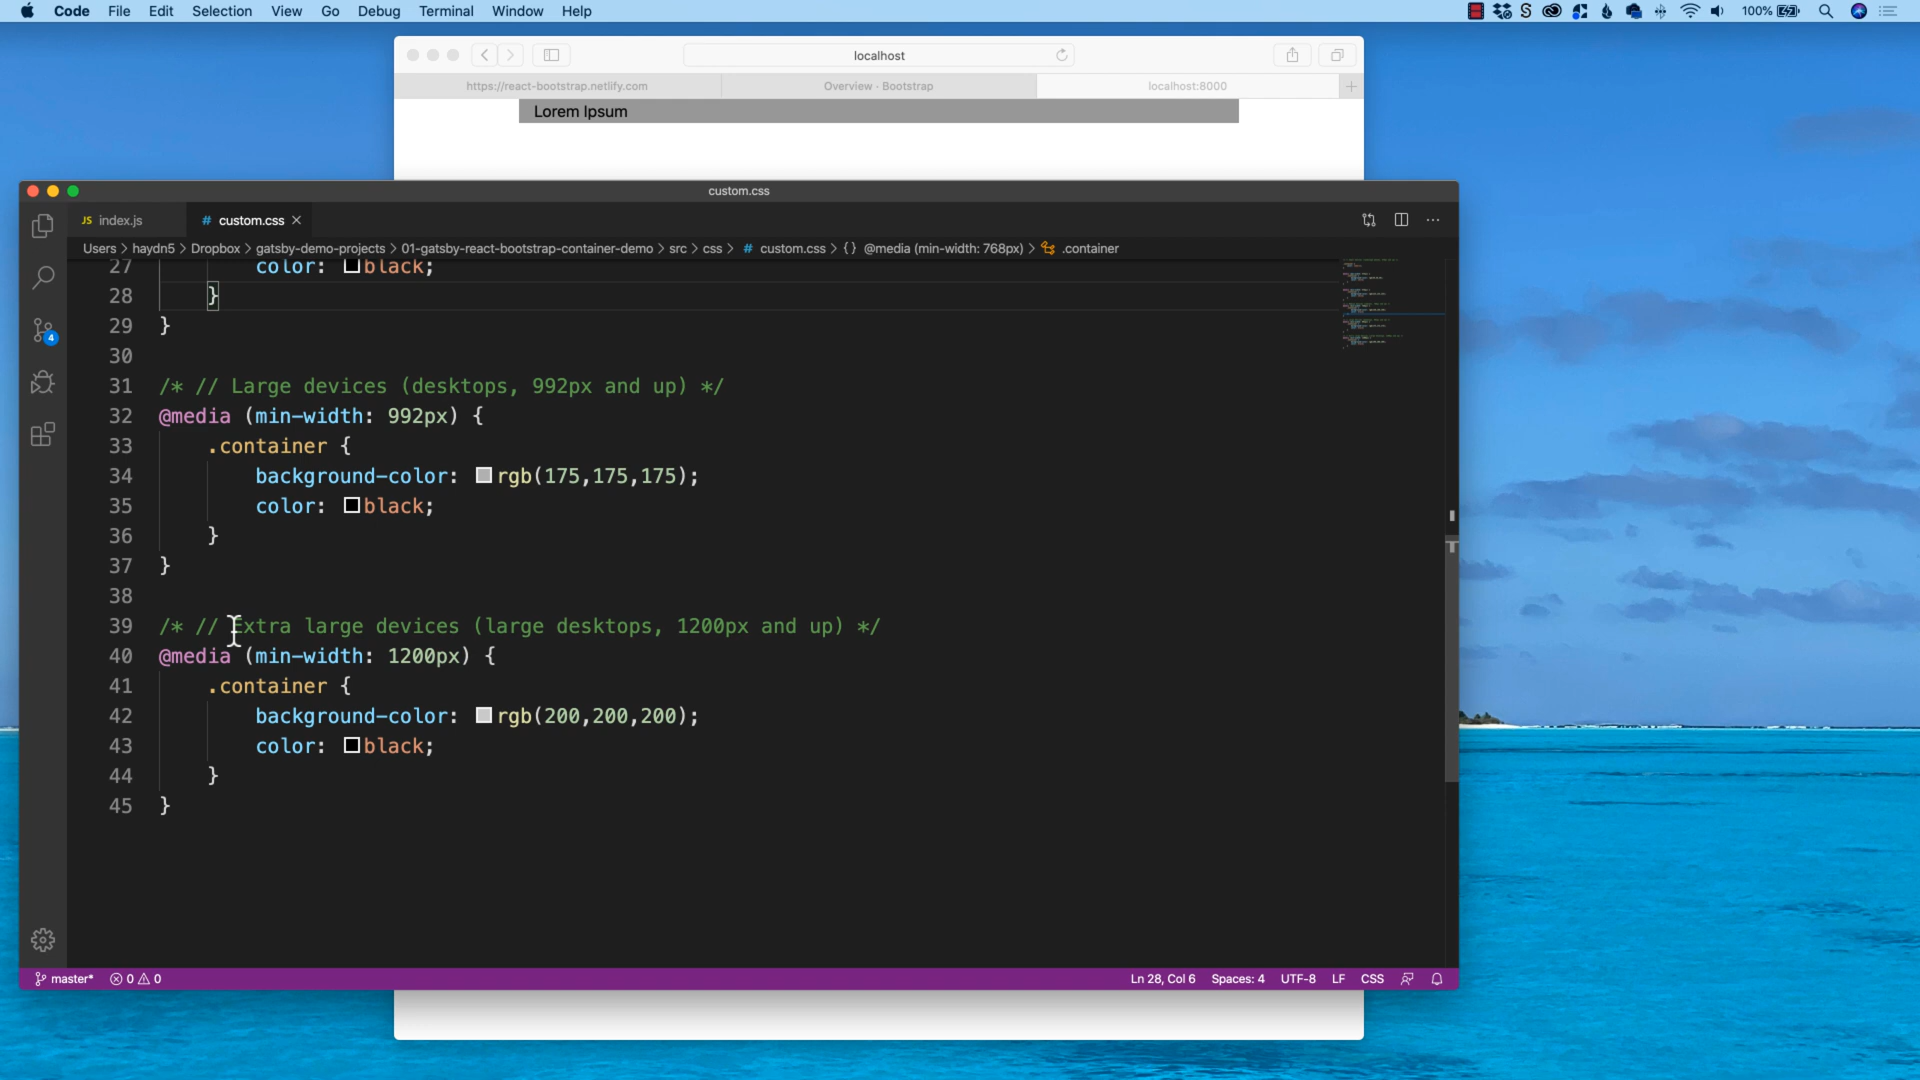 Code File Edit Selection View Go Debug Terminal Window Help 100%
localhost
https://react-bootstrap.netlify.com Overview · Bootstrap localhost:8000
Lorem Ipsum
custom.css
JS index.js # custom.css
Users > haydn5 > Dropbox > gatsby-demo-projects > 01-gatsby-react-bootstrap-container-demo > src > css > # custom.css > {} @media (min-width: 768px) > .container
27 color: black;
28 }
29 }
30
31 /* // Large devices (desktops, 992px and up) */
32 @media (min-width: 992px) {
33 .container {
34 background-color: rgb(175,175,175);
35 color: black;
36 }
37 }
38
39 /* // Extra large devices (large desktops, 1200px and up) */
40 @media (min-width: 1200px) {
41 .container {
42 background-color: rgb(200,200,200);
43 color: black;
44 }
45 }
4
master* 0 0 Ln 28, Col 6 Spaces: 4 UTF-8 LF CSS